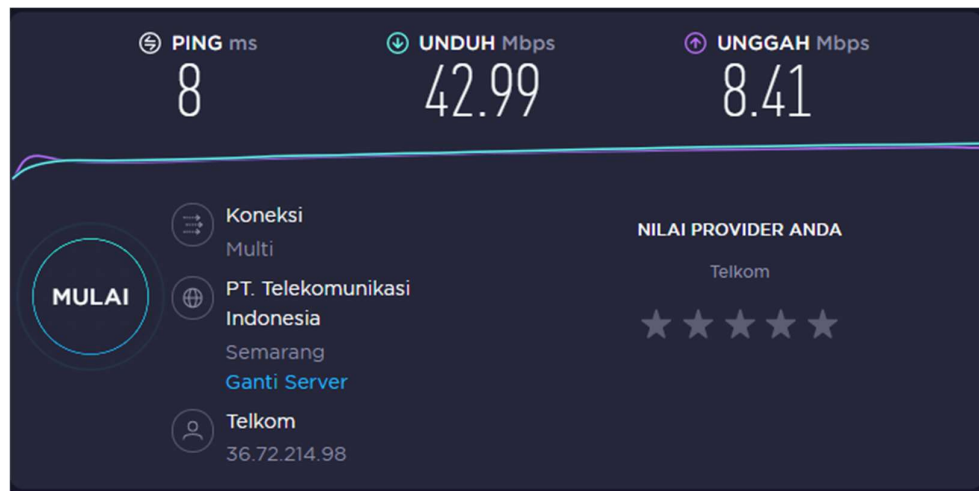 PING ms
8
UNDUH Mbps
42.99
UNGGAH Mbps
8.41
MULAI
Koneksi
Multi
PT. Telekomunikasi
Indonesia
Semarang
Ganti Server
Telkom
36.72.214.98
NILAI PROVIDER ANDA
Telkom